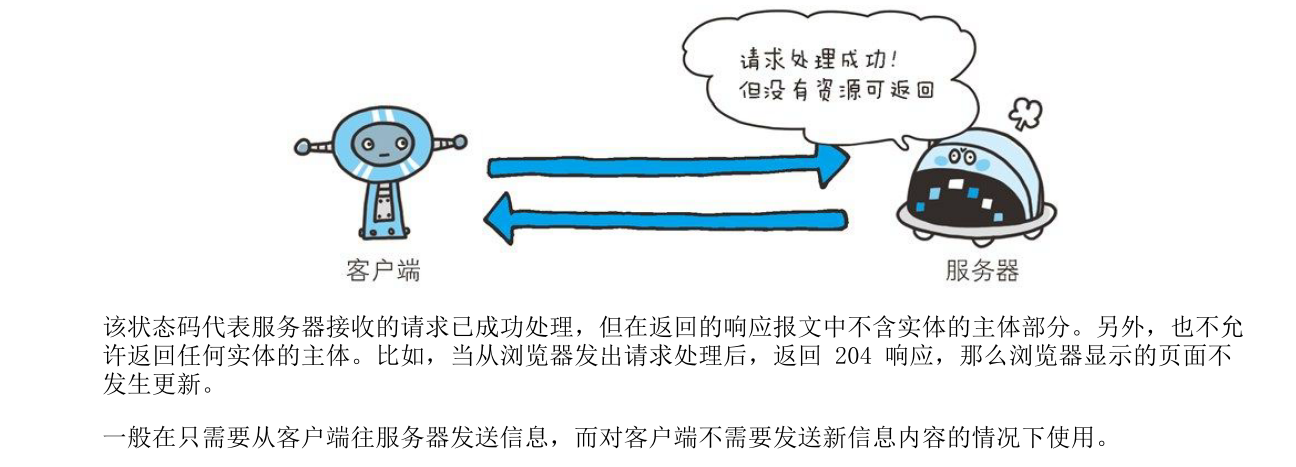 请求处理成功！
但没有资源可返回
客户端
服务器
该状态码代表服务器接收的请求已成功处理，但在返回的响应报文中不含实体的主体部分。另外，也不允
许返回任何实体的主体。比如，当从浏览器发出请求处理后，返回 204 响应，那么浏览器显示的页面不
发生更新。
一般在只需要从客户端往服务器发送信息，而对客户端不需要发送新信息内容的情况下使用。